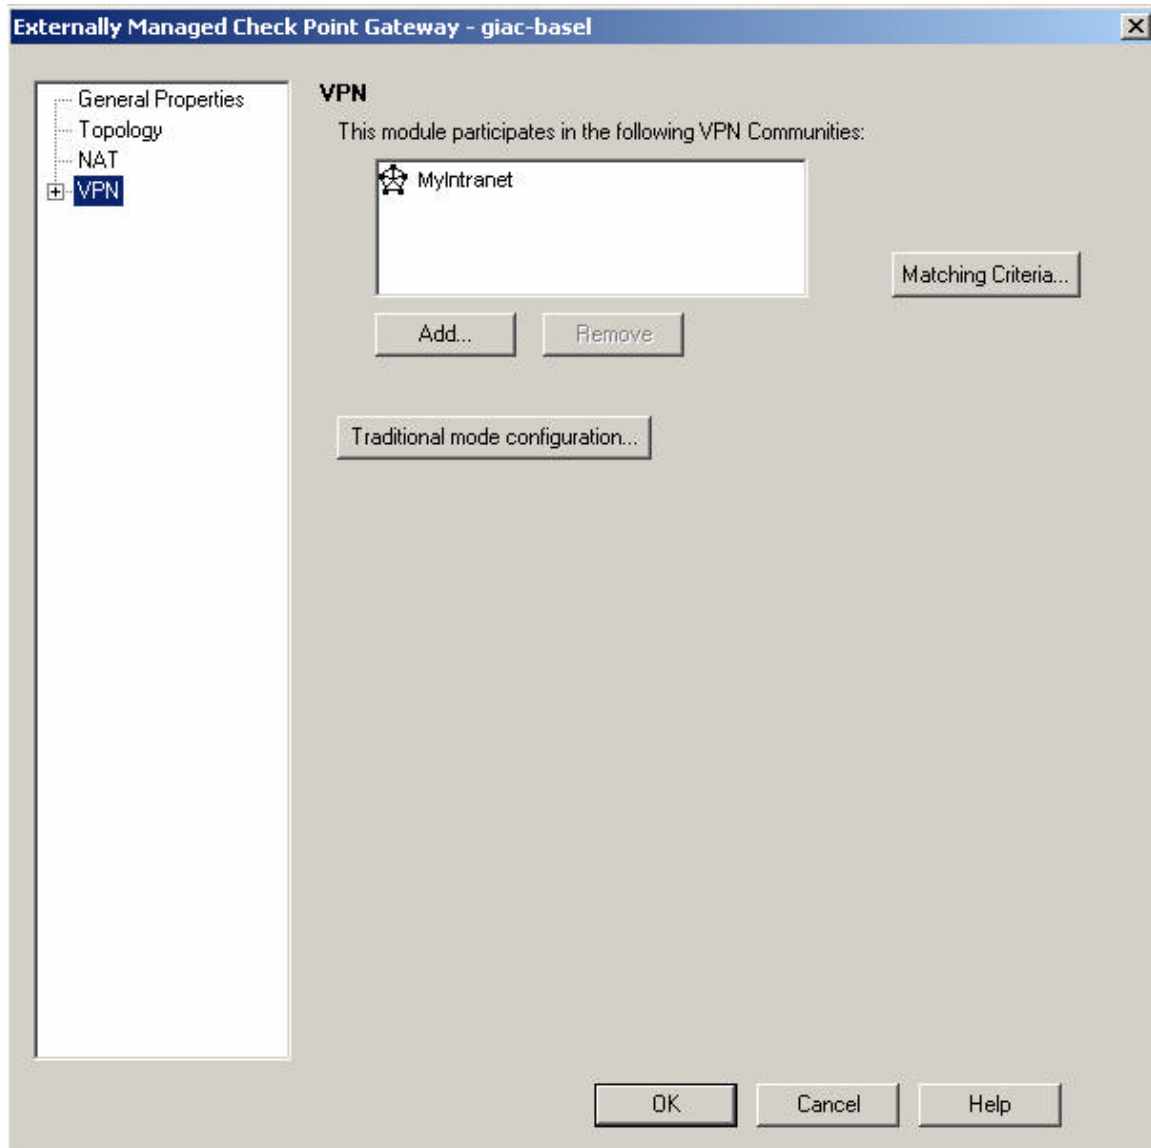 Externally Managed Check Point Gateway - giac-basel
General Properties
Topology
NAT
VPN
VPN
This module participates in the following VPN Communities:
MyIntranet
Matching Criteria...
Add...
Remove
Traditional mode configuration...
OK
Cancel
Help